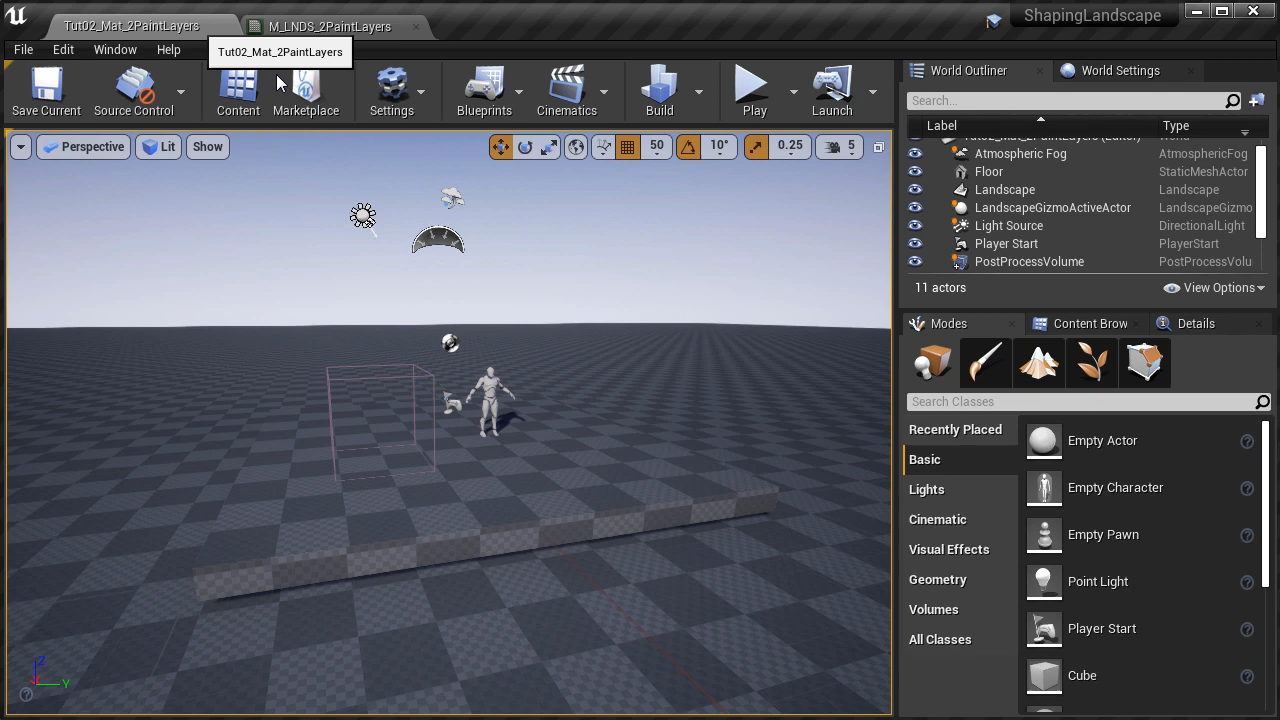 Tut02_Mat_2PaintLayers
M_LNDS_2PaintLayers
ShapingLandscape
File Edit Window Help
Tut02_Mat_2PaintLayers
Save Current
Source Control
Content
Marketplace
Settings
Blueprints
Cinematics
Build
Play
Launch
Perspective
Lit
Show
50
10°
0.25
5
World Outliner
World Settings
Search...
Label Type
Tut02_Mat_2PaintLayers (Editor) World
Atmospheric Fog AtmosphericFog
Floor StaticMeshActor
Landscape Landscape
LandscapeGizmoActiveActor LandscapeGizmo
Light Source DirectionalLight
Player Start PlayerStart
PostProcessVolume PostProcessVolu
11 actors
View Options
Modes
Content Brow
Details
Search Classes
Recently Placed
Basic
Lights
Cinematic
Visual Effects
Geometry
Volumes
All Classes
Empty Actor
Empty Character
Empty Pawn
Point Light
Player Start
Cube
Z
X
Y